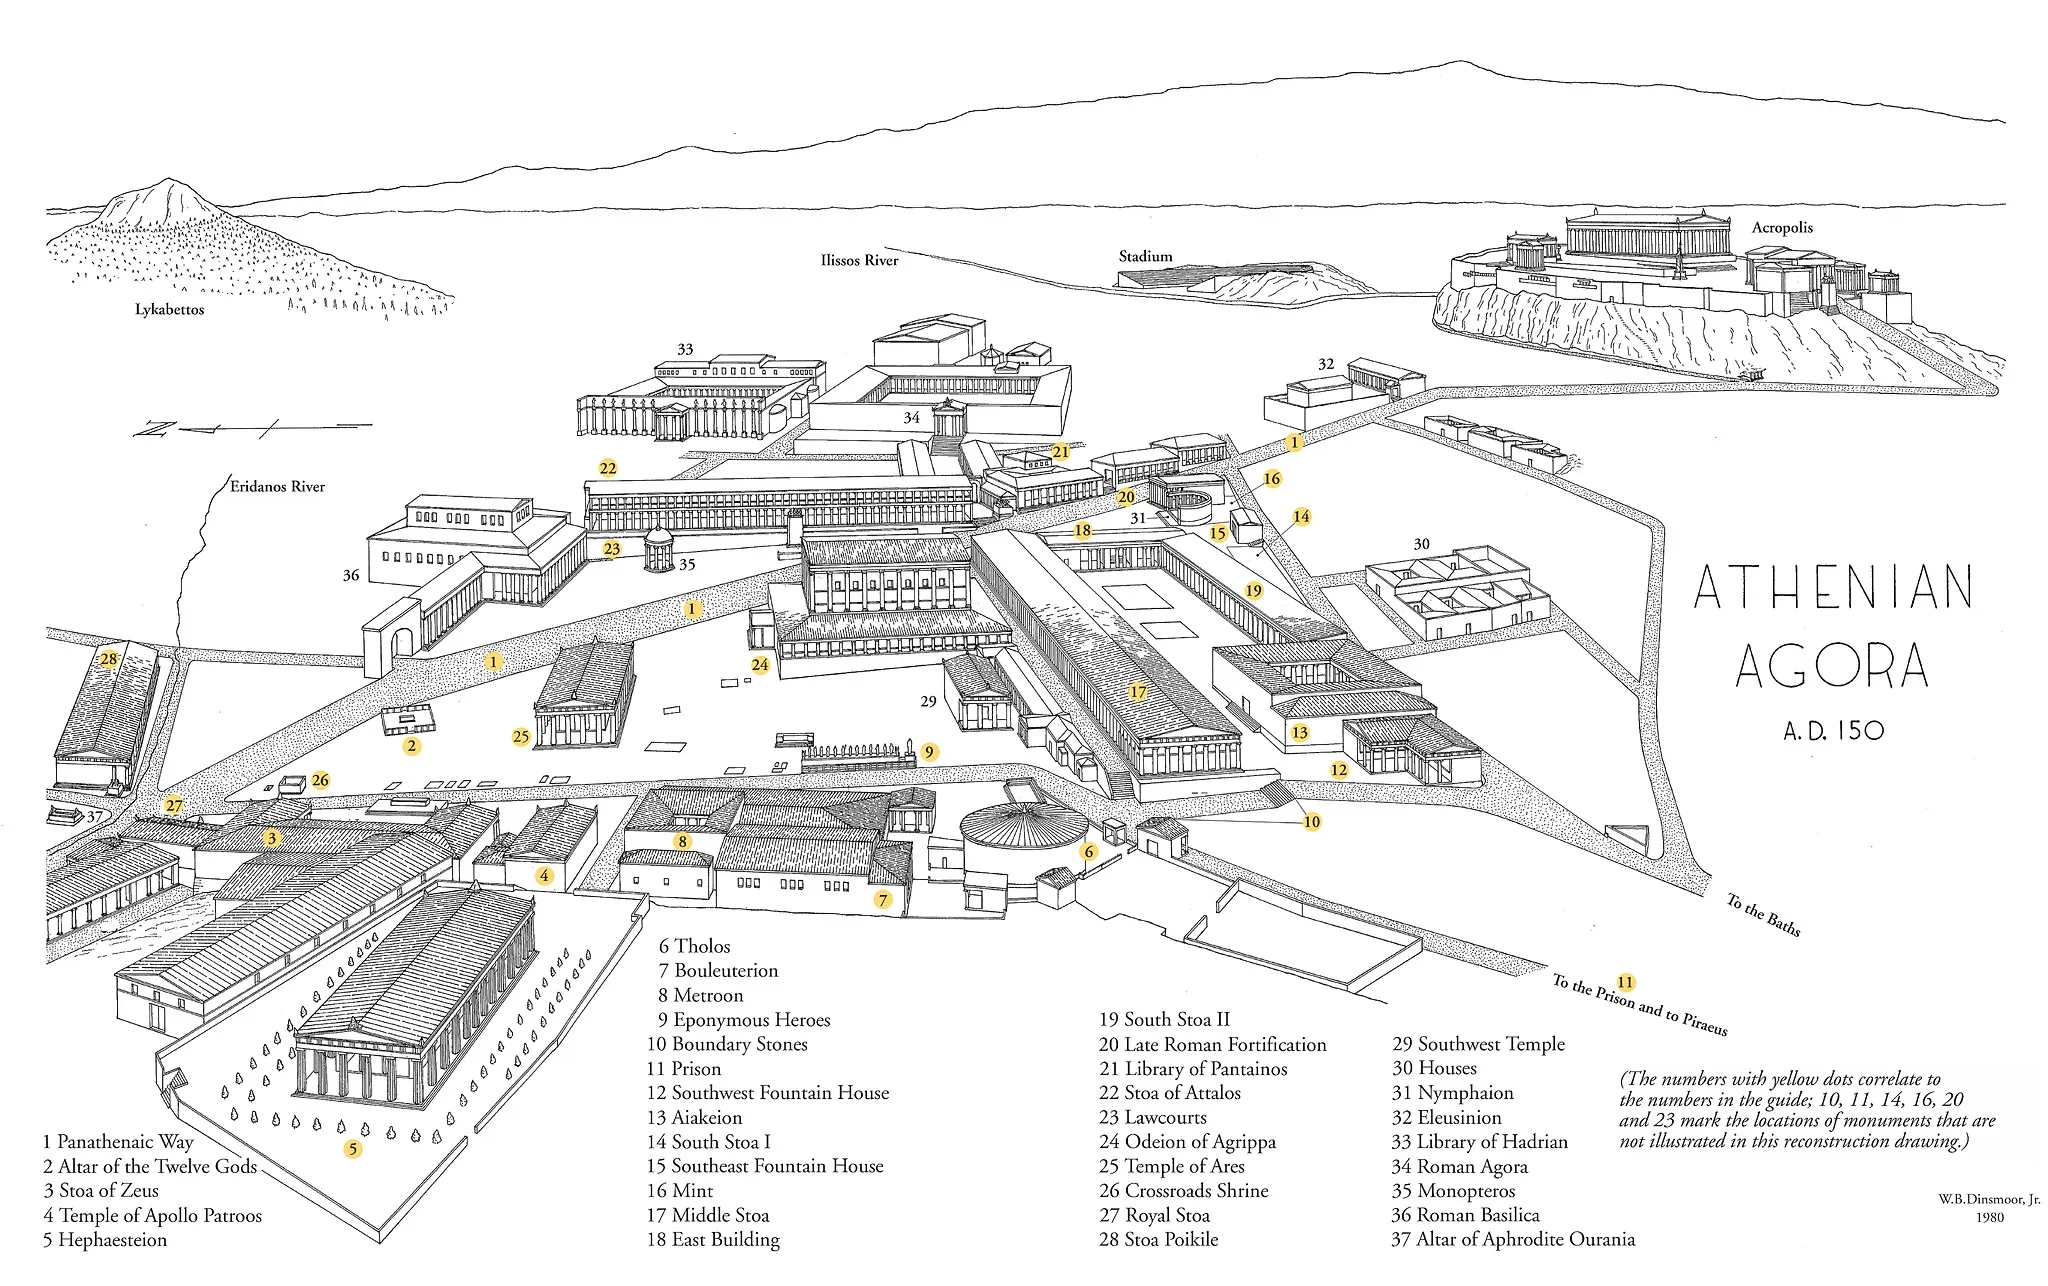 Acropolis
Ilissos River
Stadium
Lykabettos
33
32
34
N
1
21
22
16
Eridanos River
20
14
31
18
15
23
35
30
36
19
ATHENIAN
AGORA
A.D. 150
1
1
28
24
17
29
25
2
13
9
12
26
27
37
3
8
10
6
4
7
To the Baths
11
To the Prison and to Piraeus
5
1 Panathenaic Way
2 Altar of the Twelve Gods
3 Stoa of Zeus
4 Temple of Apollo Patroos
5 Hephaesteion
6 Tholos
7 Bouleuterion
8 Metroon
9 Eponymous Heroes
10 Boundary Stones
11 Prison
12 Southwest Fountain House
13 Aiakeion
14 South Stoa I
15 Southeast Fountain House
16 Mint
17 Middle Stoa
18 East Building
19 South Stoa II
20 Late Roman Fortification
21 Library of Pantainos
22 Stoa of Attalos
23 Lawcourts
24 Odeion of Agrippa
25 Temple of Ares
26 Crossroads Shrine
27 Royal Stoa
28 Stoa Poikile
29 Southwest Temple
30 Houses
31 Nymphaion
32 Eleusinion
33 Library of Hadrian
34 Roman Agora
35 Monopteros
36 Roman Basilica
37 Altar of Aphrodite Ourania
(The numbers with yellow dots correlate to
the numbers in the guide; 10, 11, 14, 16, 20
and 23 mark the locations of monuments that are
not illustrated in this reconstruction drawing.)
W.B.Dinsmoor, Jr.
1980